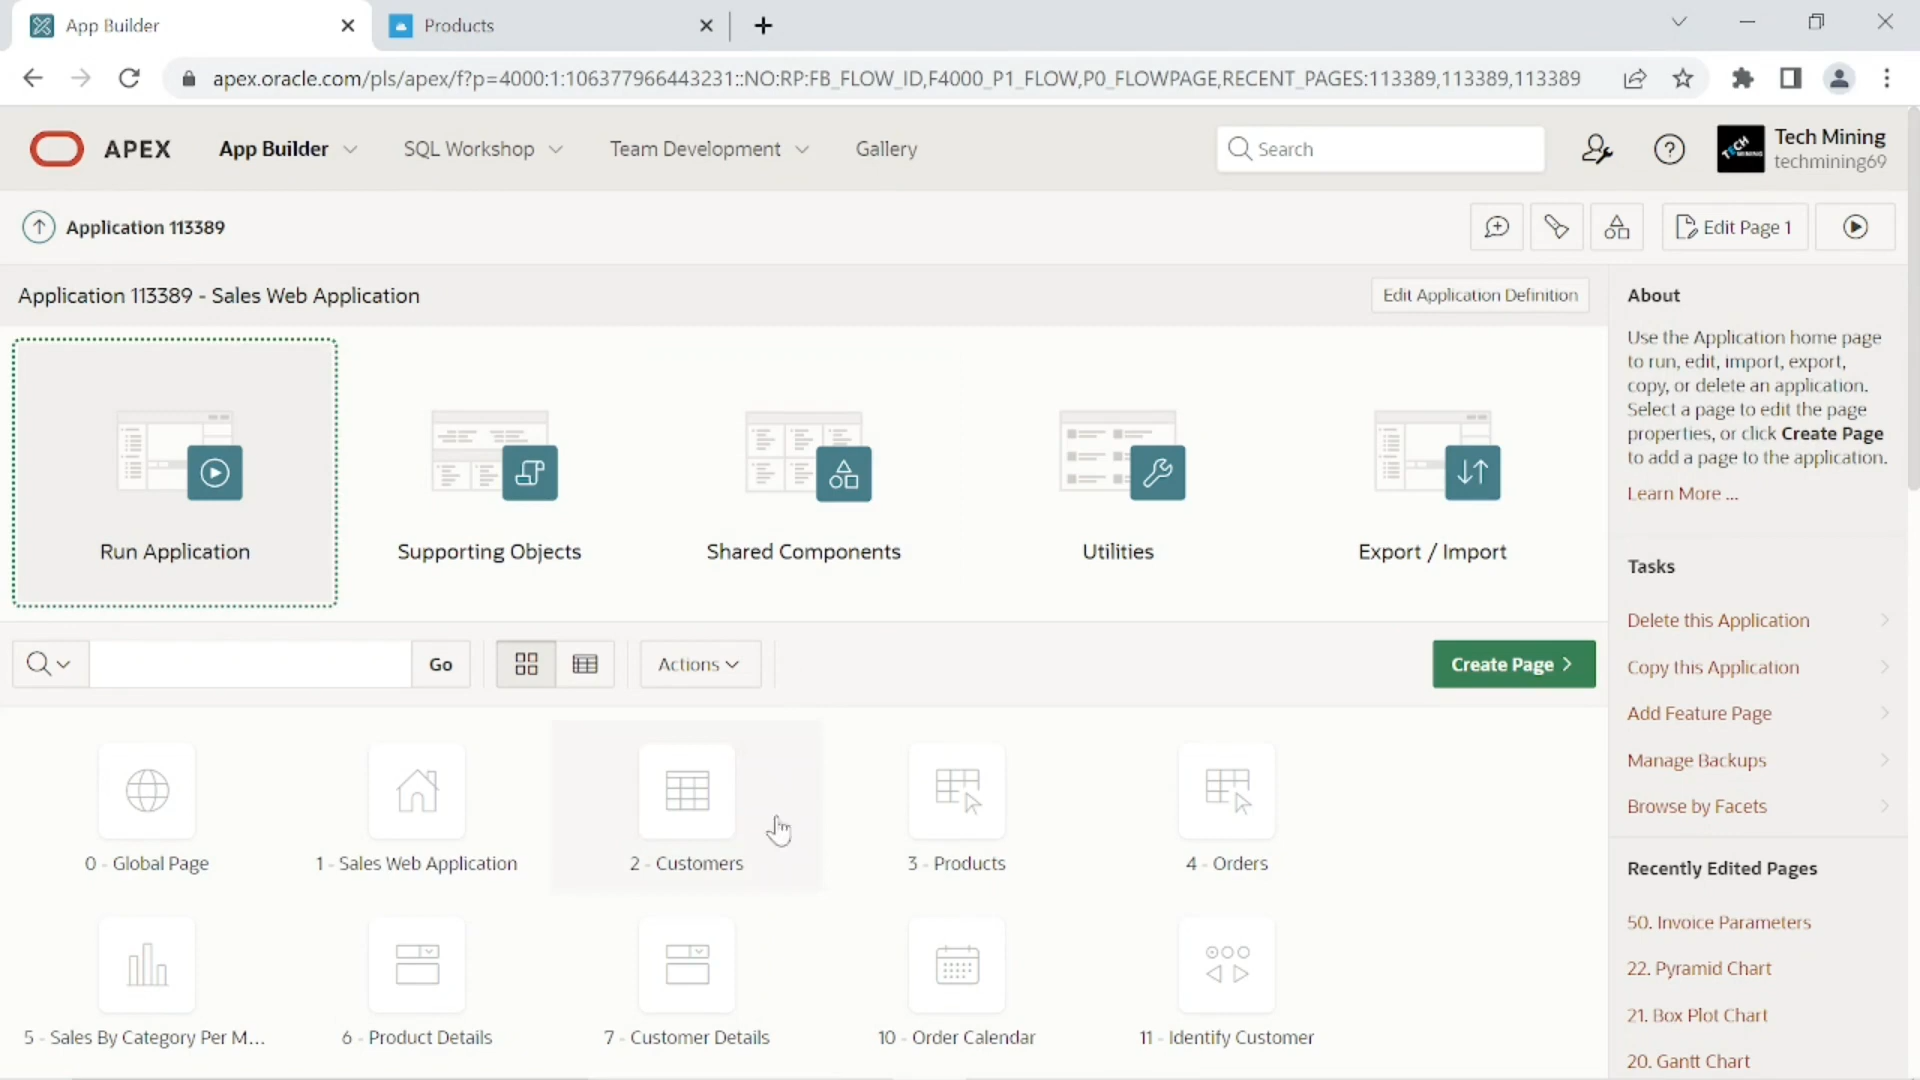 App Builder
Products
apex.oracle.com/pls/apex/f?p=4000:1:106377966443231::NO:RP:FB_FLOW_ID,F4000_P1_FLOW,P0_FLOWPAGE,RECENT_PAGES:113389,113389,113389
APEX
App Builder
SQL Workshop
Team Development
Gallery
Search
TECH
MINING
Tech Mining
techmining69
Application 113389
Edit Page 1
Application 113389 - Sales Web Application
Edit Application Definition
Run Application
Supporting Objects
Shared Components
Utilities
Export / Import
Go
Actions
Create Page
0 - Global Page
1 - Sales Web Application
2 - Customers
3 - Products
4 - Orders
5 - Sales By Category Per M...
6 - Product Details
7 - Customer Details
10 - Order Calendar
11 - Identify Customer
About
Use the Application home page
to run, edit, import, export,
copy, or delete an application.
Select a page to edit the page
properties, or click Create Page
to add a page to the application.
Learn More ...
Tasks
Delete this Application
Copy this Application
Add Feature Page
Manage Backups
Browse by Facets
Recently Edited Pages
50. Invoice Parameters
22. Pyramid Chart
21. Box Plot Chart
20. Gantt Chart